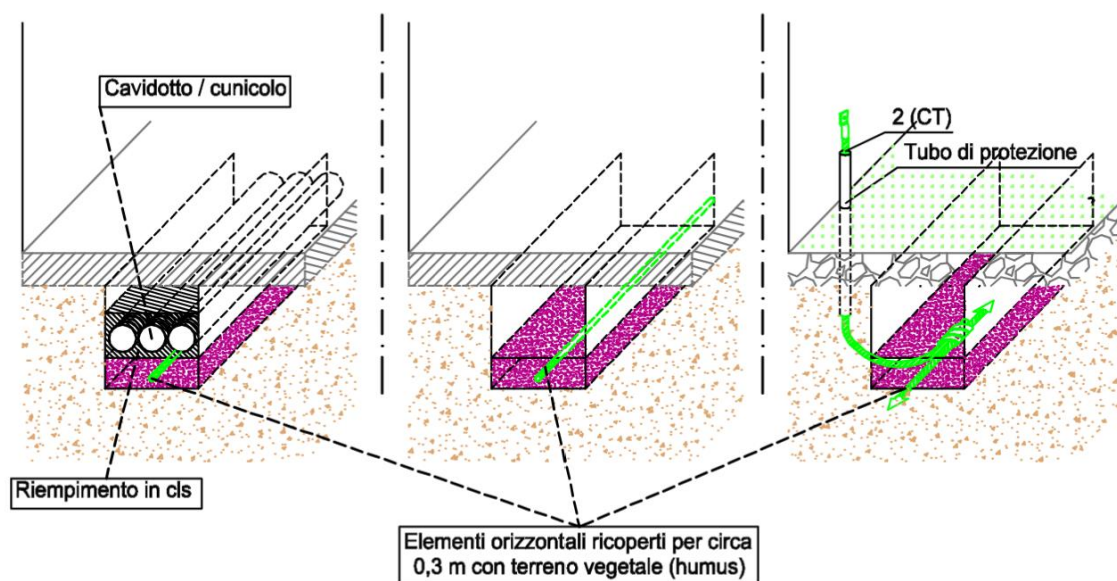 Cavidotto / cunicolo
2 (CT)
Tubo di protezione
Riempimento in cls
Elementi orizzontali ricoperti per circa
0,3 m con terreno vegetale (humus)